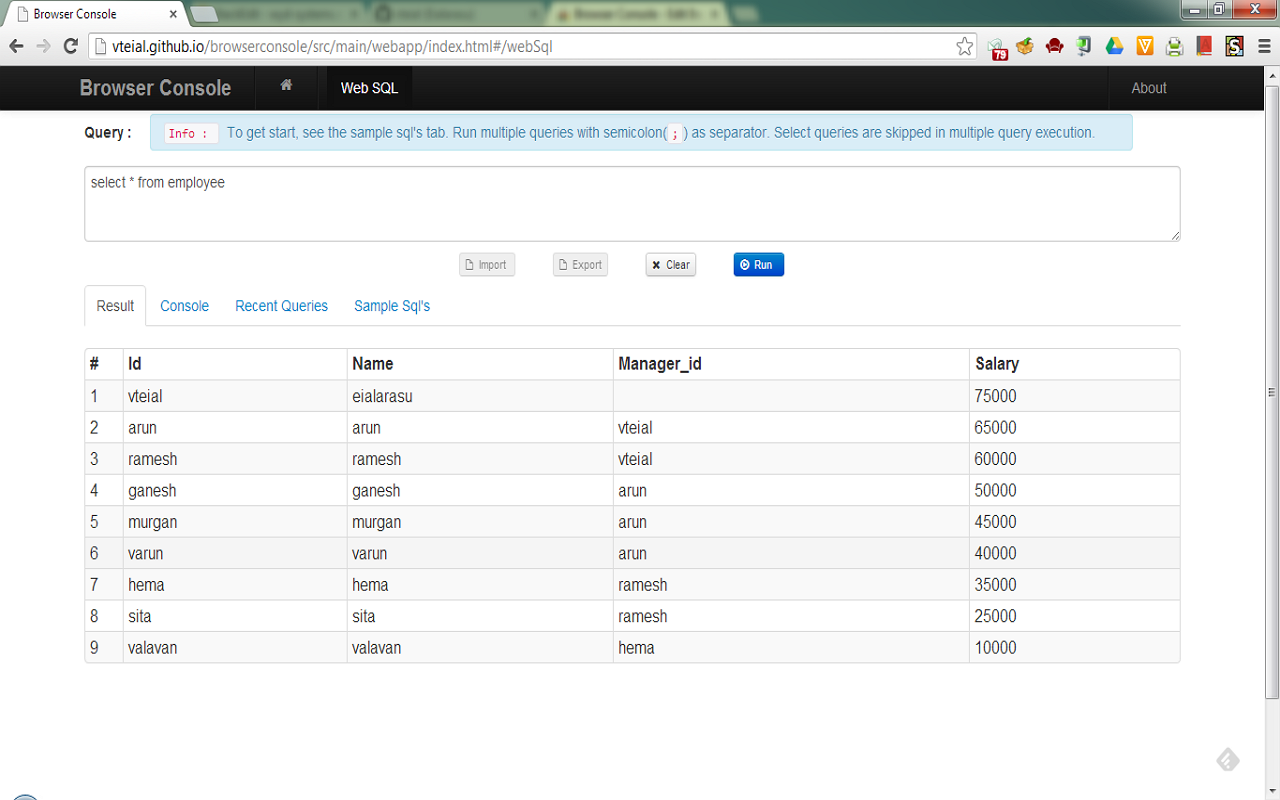 Browser Console
Browser Console - Edit It
vteial.github.io/browserconsole/src/main/webapp/index.html#/webSql
79
Browser Console
Web SQL
About
Query :
Info : To get start, see the sample sql's tab. Run multiple queries with semicolon( ; ) as separator. Select queries are skipped in multiple query execution.
select * from employee
Import Export Clear Run
Result Console Recent Queries Sample Sql's
# Id Name Manager_id Salary
1 vteial eialarasu 75000
2 arun arun vteial 65000
3 ramesh ramesh vteial 60000
4 ganesh ganesh arun 50000
5 murgan murgan arun 45000
6 varun varun arun 40000
7 hema hema ramesh 35000
8 sita sita ramesh 25000
9 valavan valavan hema 10000